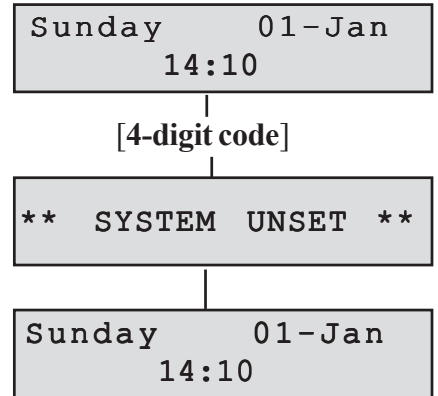 Sunday 01-Jan
14:10
[4-digit code]
** SYSTEM UNSET **
Sunday 01-Jan
14:10